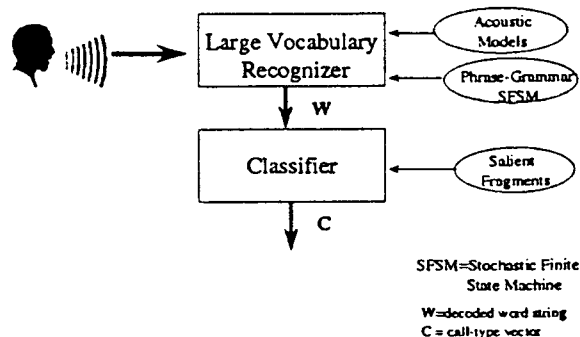 Large Vocabulary
Recognizer
Acoustic
Models
Phrase-Grammar
SFSM
W
Classifier
Salient
Fragments
C
SFSM=Stochastic Finite
State Machine
W=decoded word string
C = call-type vector